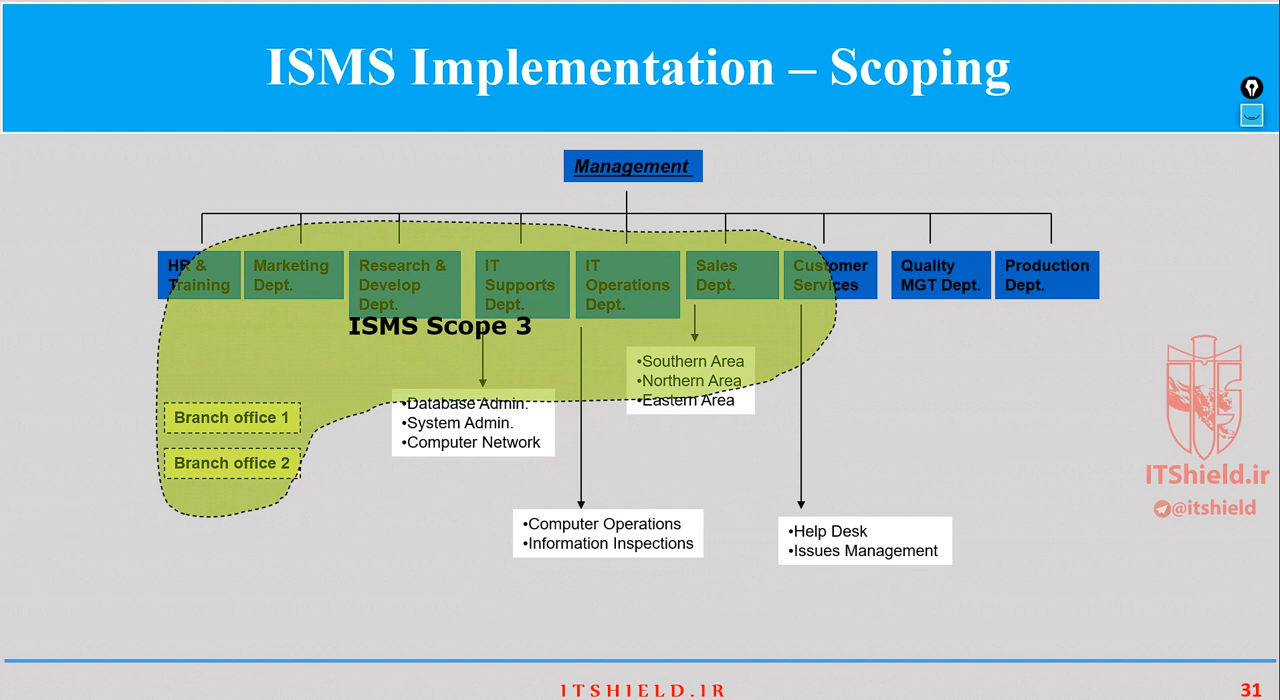 ISMS Implementation – Scoping
Management
HR &
Training
Marketing
Dept.
Research &
Develop
Dept.
IT
Supports
Dept.
IT
Operations
Dept.
Sales
Dept.
Customer
Services
Quality
MGT Dept.
Production
Dept.
ISMS Scope 3
•Southern Area
•Northern Area
•Eastern Area
Branch office 1
Branch office 2
•Database Admin.
•System Admin.
•Computer Network
•Computer Operations
•Information Inspections
•Help Desk
•Issues Management
ITShield.ir
@itshield
ITSHIELD.IR
31